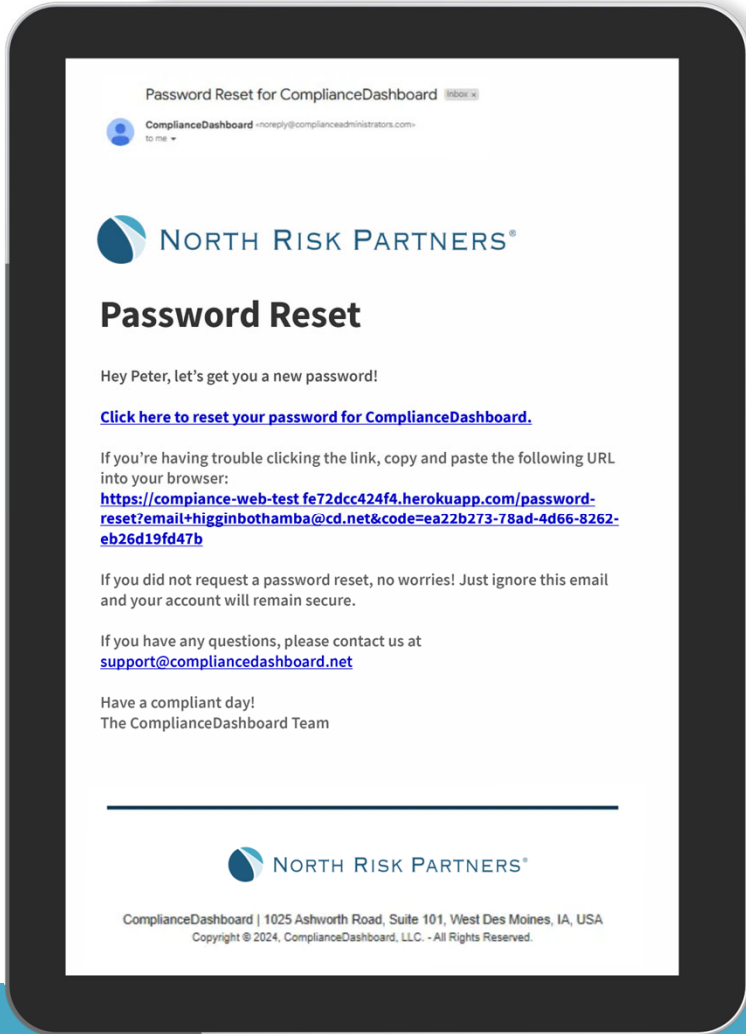 Password Reset for ComplianceDashboard Inbox x
ComplianceDashboard <noreply@complianceadministrators.com>
to me
NORTH RISK PARTNERS®
Password Reset
Hey Peter, let’s get you a new password!
Click here to reset your password for ComplianceDashboard.
If you’re having trouble clicking the link, copy and paste the following URL
into your browser:
https://compiance-web-test fe72dcc424f4.herokuapp.com/password-
reset?email+higginbothamba@cd.net&code=ea22b273-78ad-4d66-8262-
eb26d19fd47b
If you did not request a password reset, no worries! Just ignore this email
and your account will remain secure.
If you have any questions, please contact us at
support@compliancedashboard.net
Have a compliant day!
The ComplianceDashboard Team
NORTH RISK PARTNERS®
ComplianceDashboard | 1025 Ashworth Road, Suite 101, West Des Moines, IA, USA
Copyright © 2024, ComplianceDashboard, LLC. - All Rights Reserved.